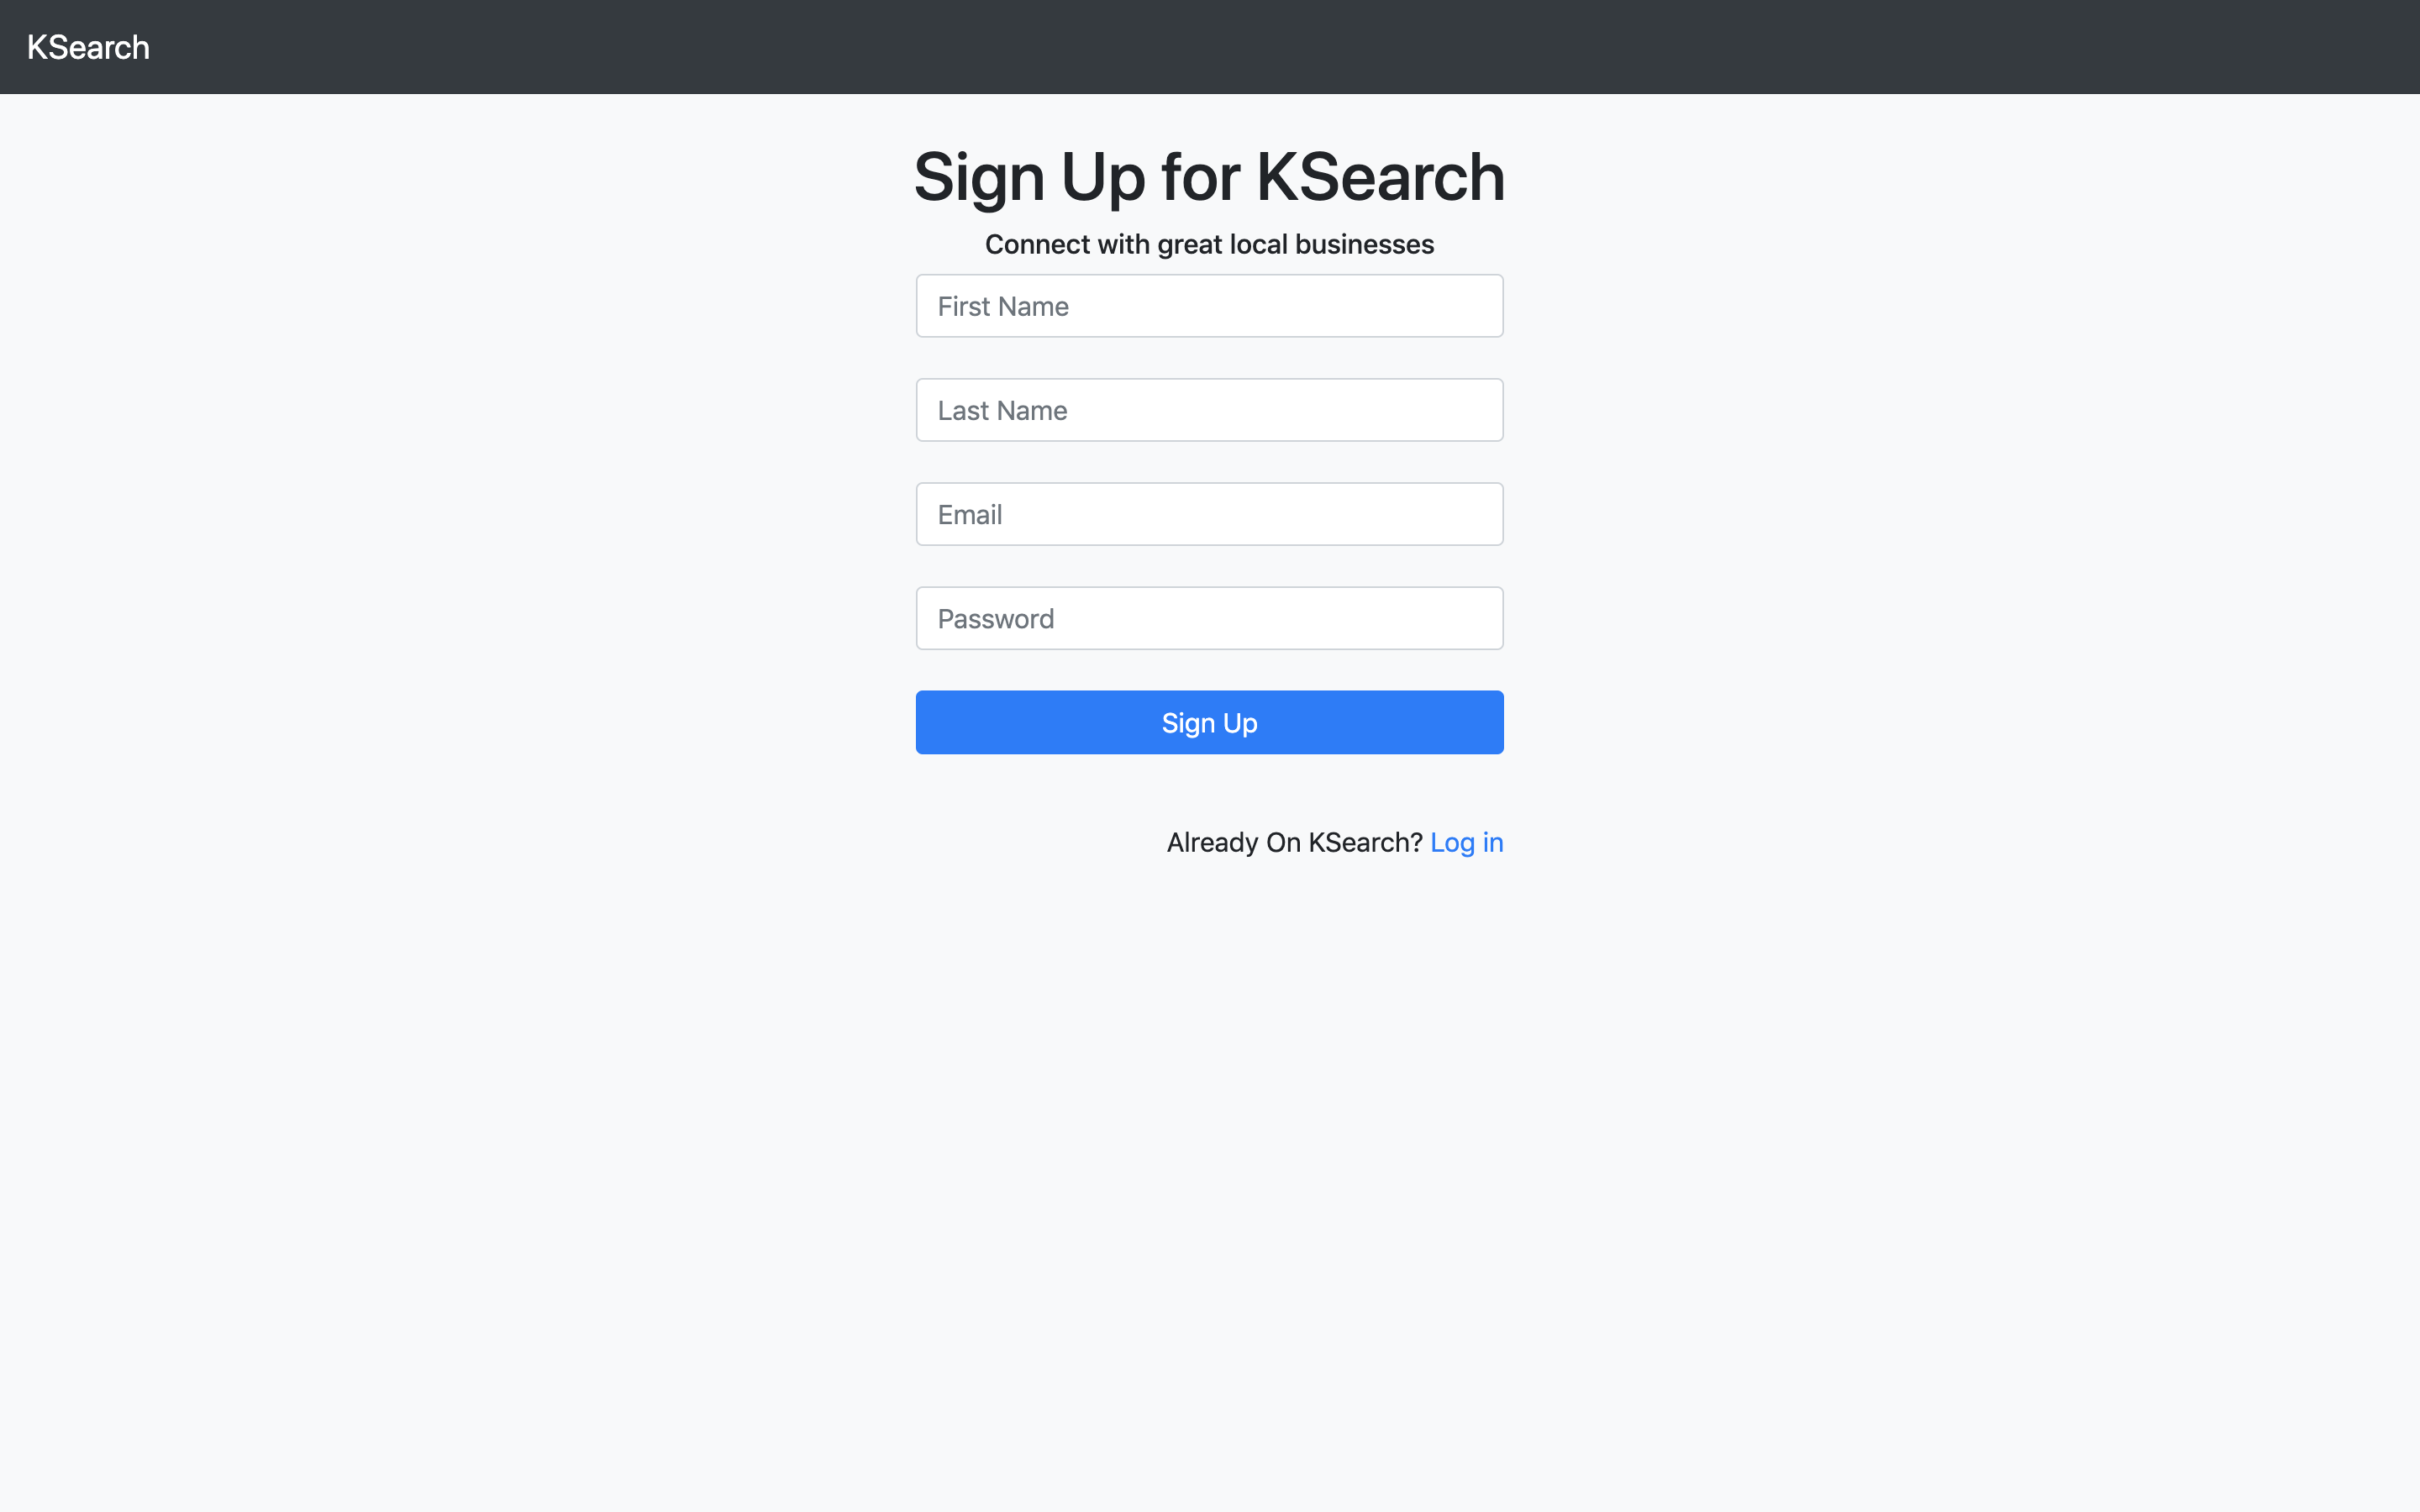 KSearch
Sign Up for KSearch
Connect with great local businesses
First Name
Last Name
Email
Password
Sign Up
Already On KSearch? Log in